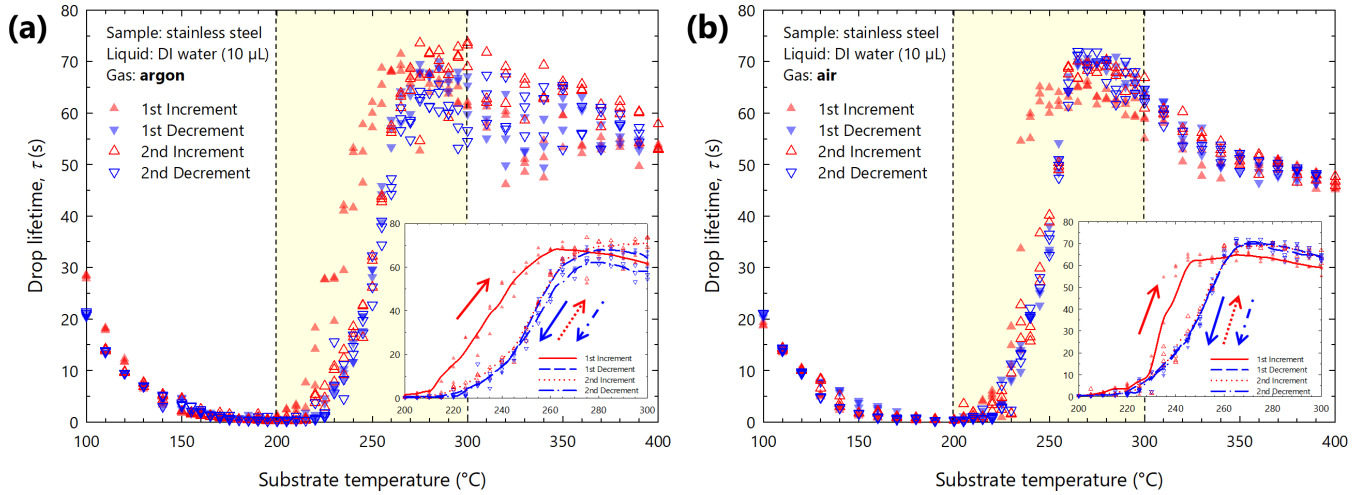 (a)
Sample: stainless steel
Liquid: DI water (10 µL)
Gas: argon
1st Increment
1st Decrement
2nd Increment
2nd Decrement
Drop lifetime, τ (s)
80
70
60
50
40
30
20
10
0
100
150
200
250
300
350
400
Substrate temperature (°C)
80
60
40
20
0
200
220
240
260
280
300
1st Increment
1st Decrement
2nd Increment
2nd Decrement
(b)
Sample: stainless steel
Liquid: DI water (10 µL)
Gas: air
1st Increment
1st Decrement
2nd Increment
2nd Decrement
Drop lifetime, τ (s)
80
70
60
50
40
30
20
10
0
100
150
200
250
300
350
400
Substrate temperature (°C)
80
70
60
50
40
30
20
10
0
200
220
240
260
280
300
1st Increment
1st Decrement
2nd Increment
2nd Decrement